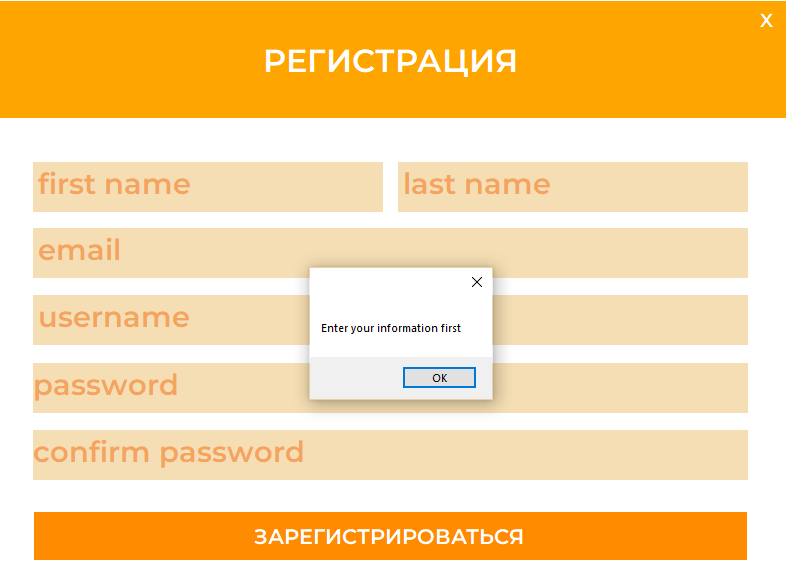 X
РЕГИСТРАЦИЯ
first name
last name
email
username
Enter your information first
OK
password
confirm password
ЗАРЕГИСТРИРОВАТЬСЯ